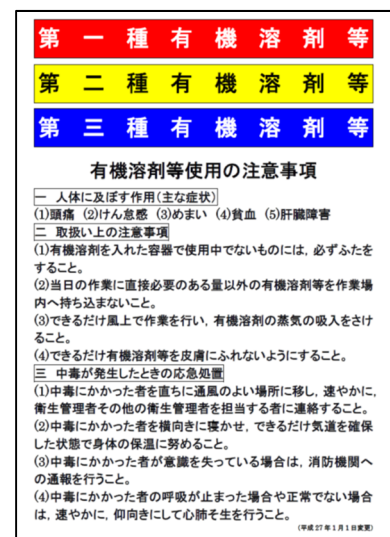 第一種有機溶剤等
第二種有機溶剤等
第三種有機溶剤等
有機溶剤等使用の注意事項
一 人体に及ぼす作用(主な症状)
(1)頭痛 (2)けん怠感 (3)めまい (4)貧血 (5)肝臓障害
二 取扱い上の注意事項
(1)有機溶剤を入れた容器で使用中でないものには，必ずふたを
すること。
(2)当日の作業に直接必要のある量以外の有機溶剤等を作業場
内へ持ち込まないこと。
(3)できるだけ風上で作業を行い，有機溶剤の蒸気の吸入をさけ
ること。
(4)できるだけ有機溶剤等を皮膚にふれないようにすること。
三 中毒が発生したときの応急処置
(1)中毒にかかった者を直ちに通風のよい場所に移し，速やかに，
衛生管理者その他の衛生管理者を担当する者に連絡すること。
(2)中毒にかかった者を横向きに寝かせ，できるだけ気道を確保
した状態で身体の保温に努めること。
(3)中毒にかかった者が意識を失っている場合は，消防機関へ
の通報を行うこと。
(4)中毒にかかった者の呼吸が止まった場合や正常でない場合
は，速やかに，仰向きにして心肺そ生を行うこと。
(平成27年1月1日変更)